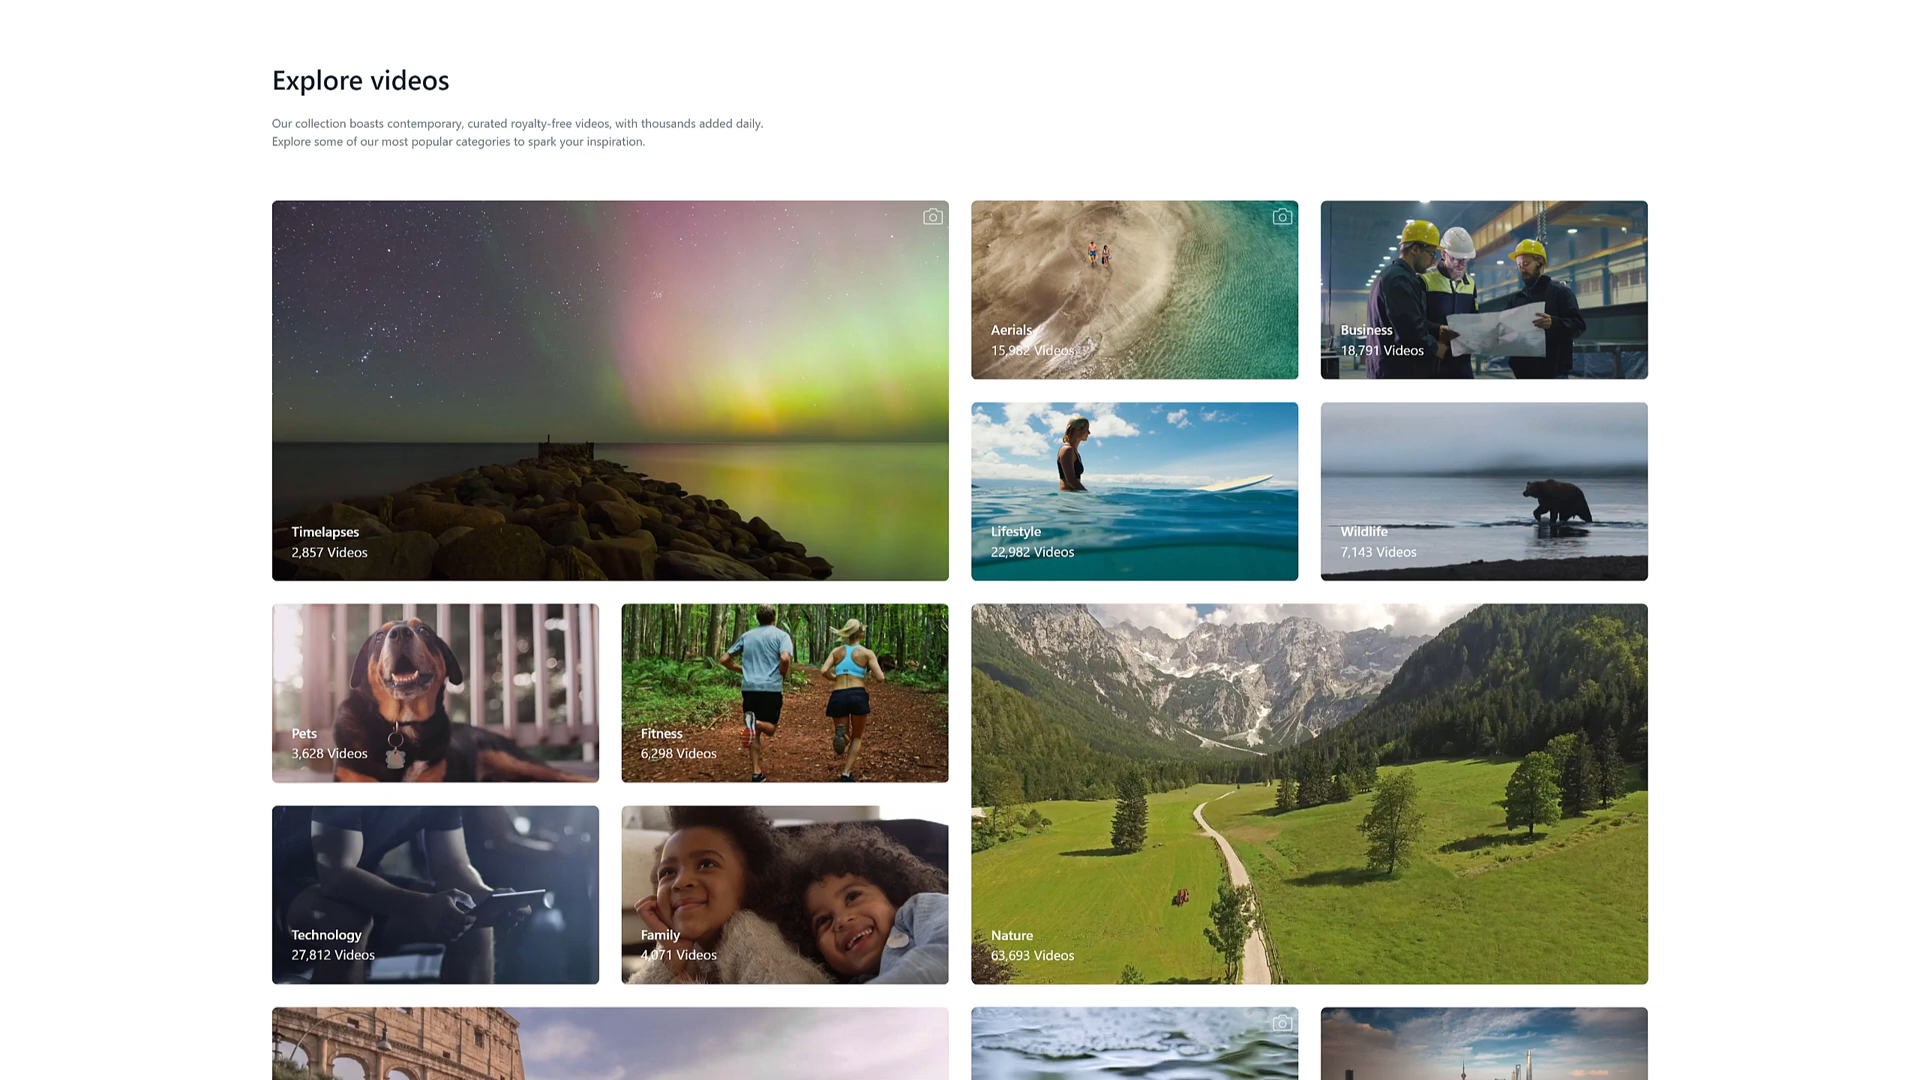 Explore videos
Our collection boasts contemporary, curated royalty-free videos, with thousands added daily.
Explore some of our most popular categories to spark your inspiration.
Timelapses
2,857 Videos
Aerials
15,982 Videos
Business
18,791 Videos
Lifestyle
22,982 Videos
Wildlife
7,143 Videos
Pets
3,628 Videos
Fitness
6,298 Videos
Technology
27,812 Videos
Family
4,071 Videos
Nature
63,693 Videos